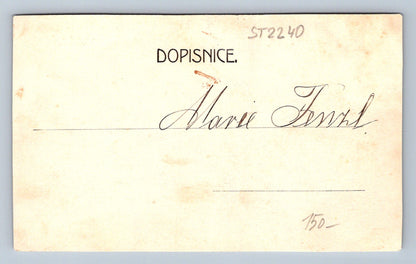 ST2240
DOPISNICE.
Marie Fenzl
150-